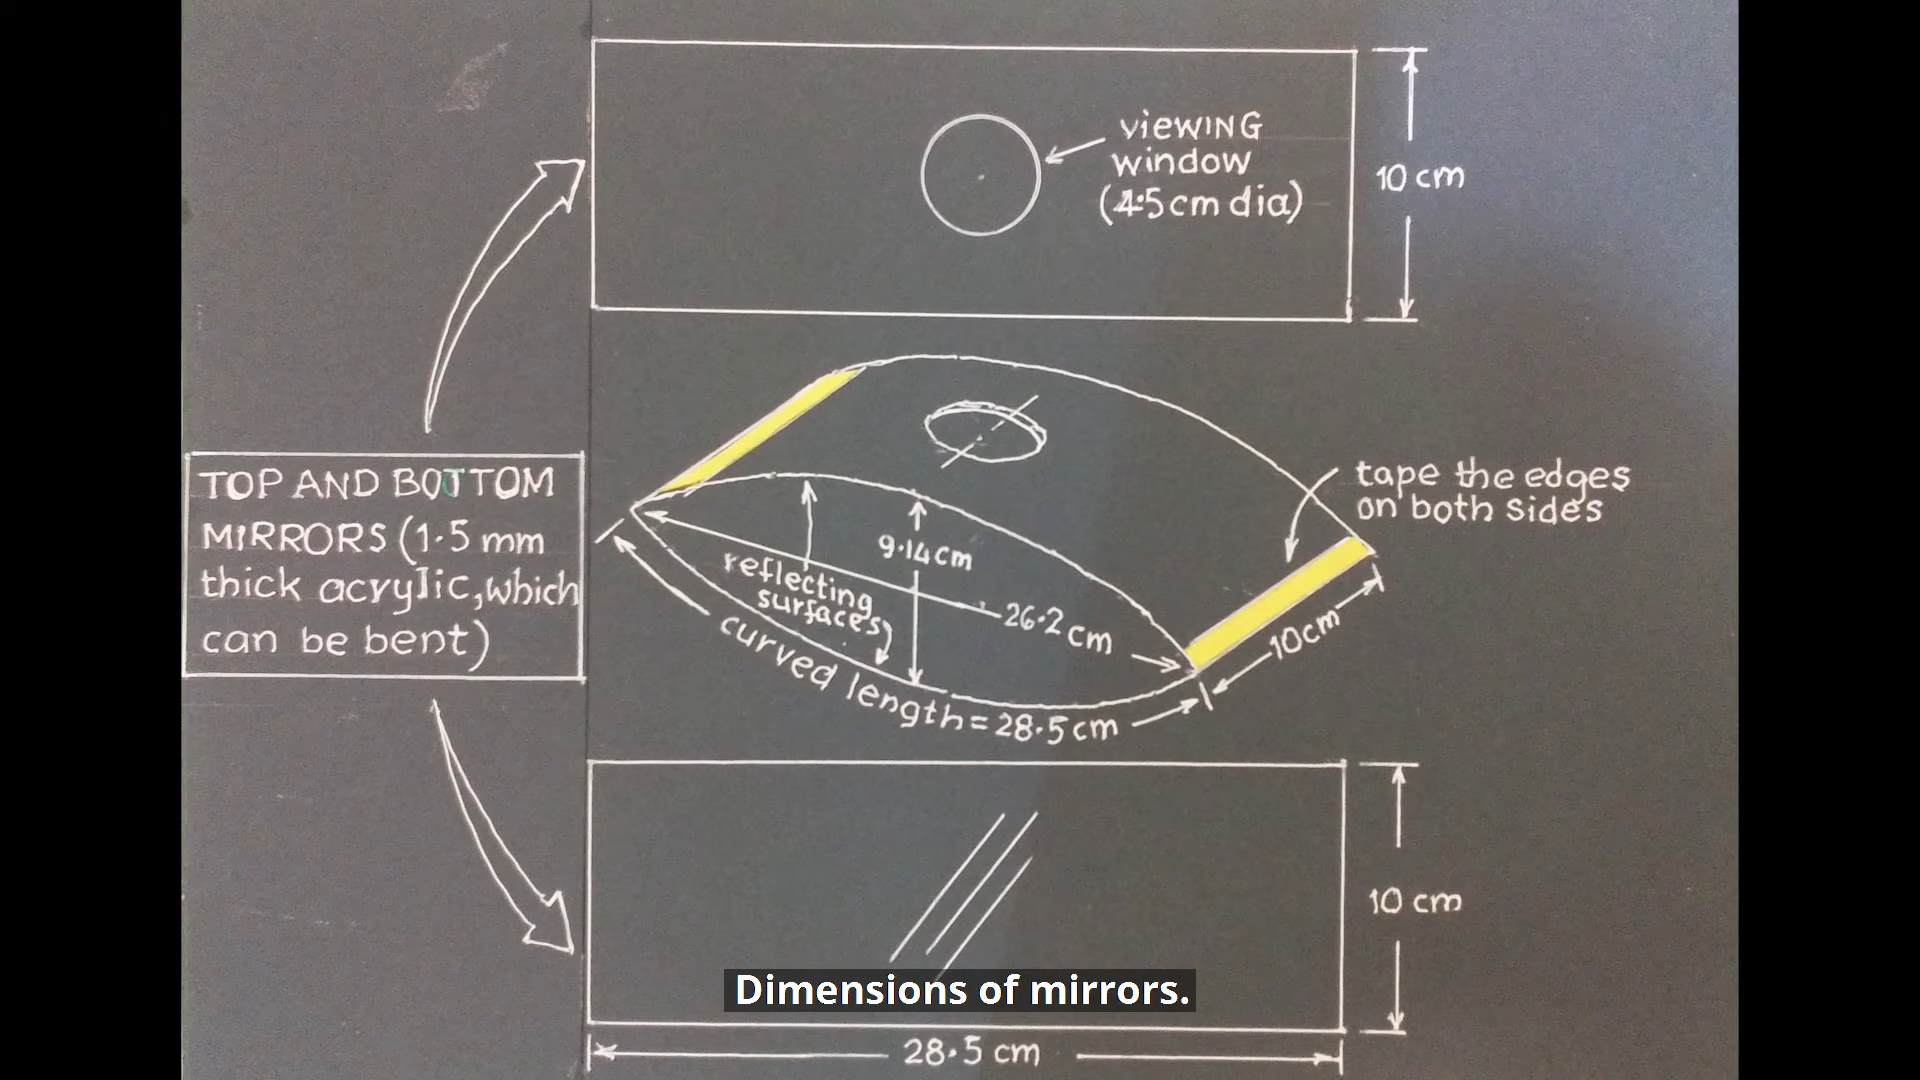 VIEWING
window
(4.5cm dia)
10 cm
TOP AND BOTTOM
MIRRORS (1.5 mm
thick acrylic, which
can be bent)
tape the edges
on both sides
9.14cm
reflecting
surfaces
26.2 cm
10cm
curved length = 28.5 cm
10 cm
28.5 cm
Dimensions of mirrors.